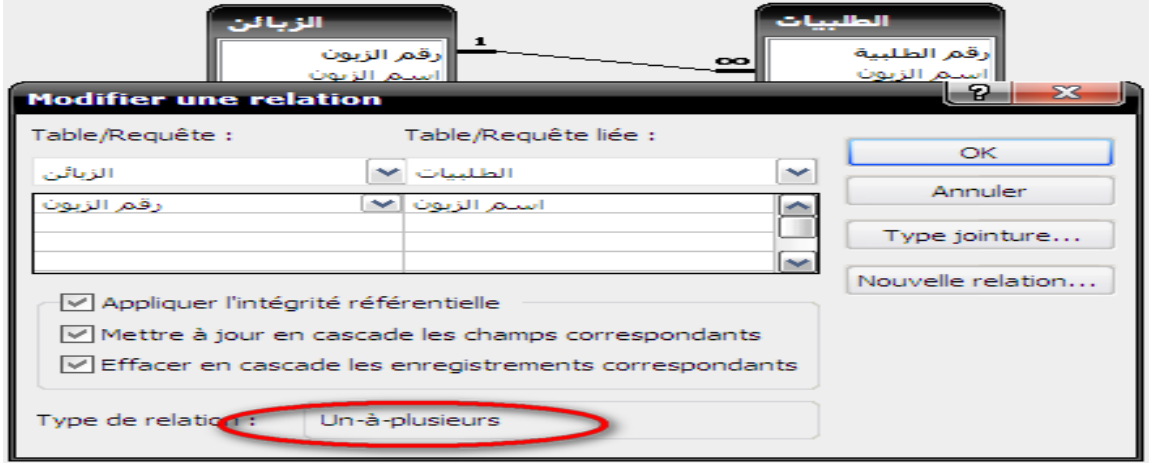 الزبائن
الطلبيات
رقم الزبون
1
∞
رقم الطلبية
اسم الزبون
اسم الزبون
Modifier une relation
?
X
Table/Requête :
Table/Requête liée :
OK
الزبائن
الطلبيات
Annuler
رقم الزبون
اسم الزبون
Type jointure...
Nouvelle relation...
Appliquer l'intégrité référentielle
Mettre à jour en cascade les champs correspondants
Effacer en cascade les enregistrements correspondants
Type de relation :
Un-à-plusieurs